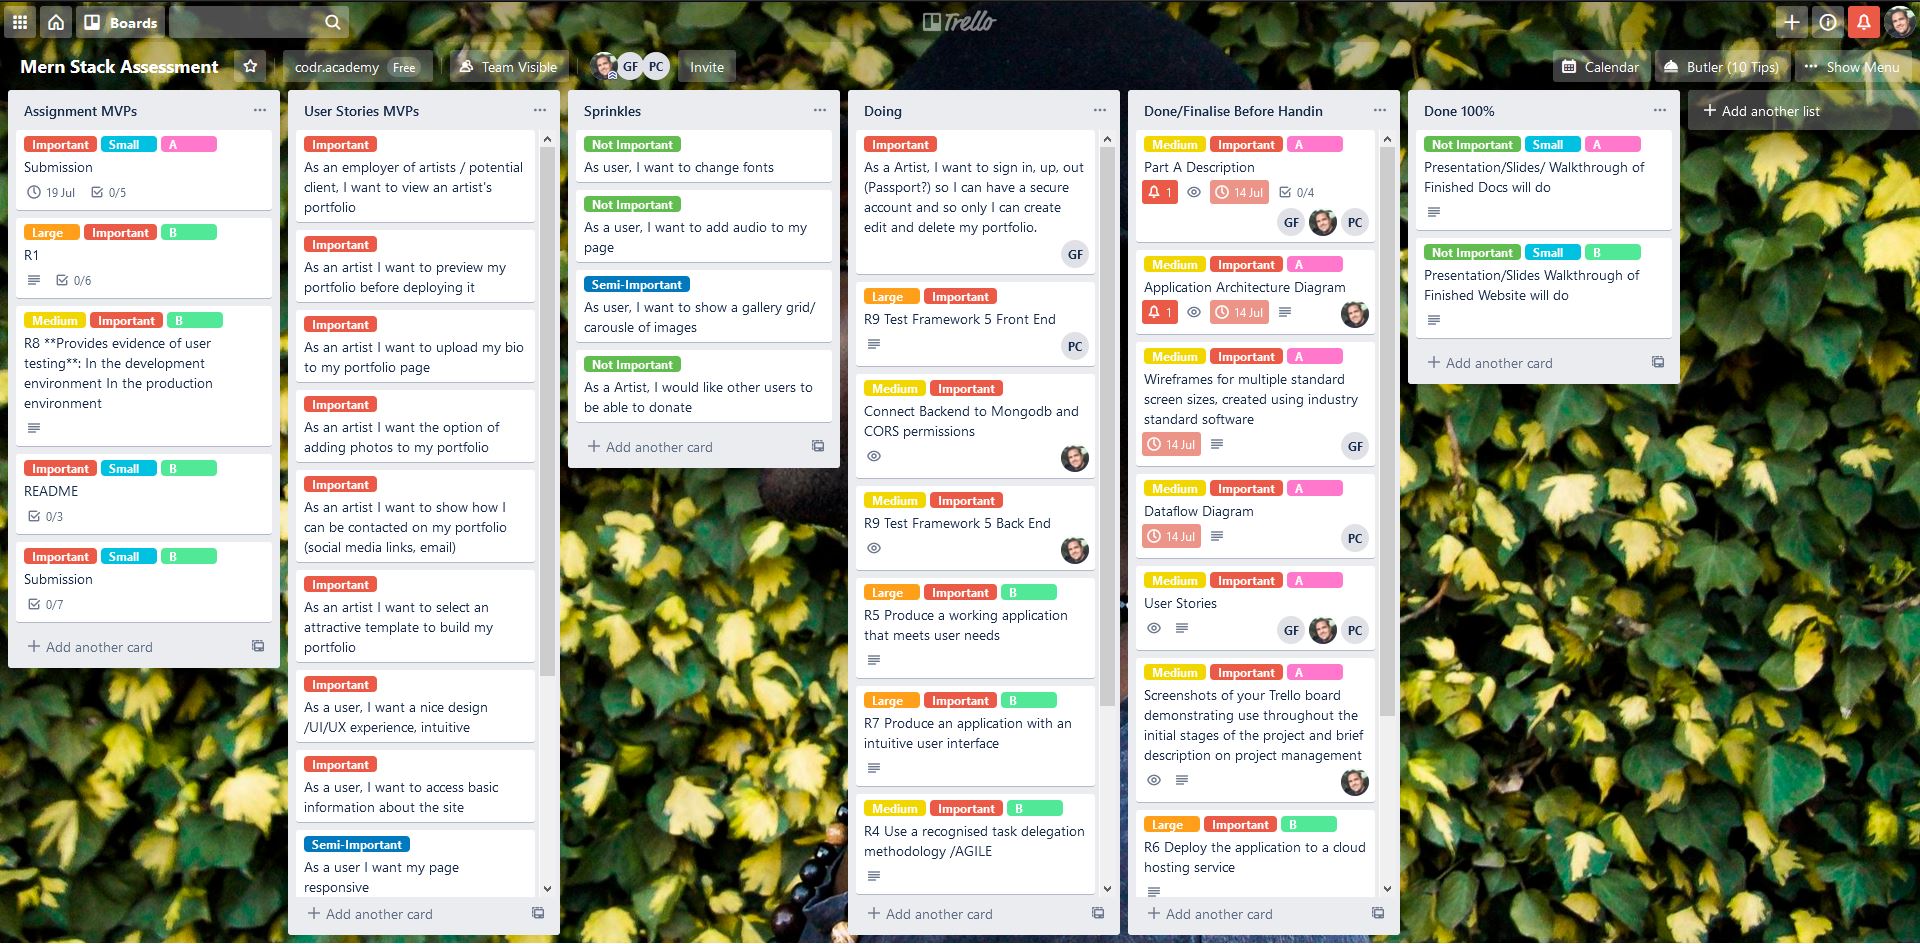 Boards
Trello
Mern Stack Assessment
codr.academy Free
Team Visible
GF PC
Invite
Calendar
Butler (10 Tips)
Show Menu
Assignment MVPs
Important Small A
Submission
19 Jul 0/5
Large Important B
R1
0/6
Medium Important B
R8 **Provides evidence of user
testing**: In the development
environment In the production
environment
Important Small B
README
0/3
Important Small B
Submission
0/7
Add another card
User Stories MVPs
Important
As an employer of artists / potential
client, I want to view an artist's
portfolio
Important
As an artist I want to preview my
portfolio before deploying it
Important
As an artist I want to upload my bio
to my portfolio page
Important
As an artist I want the option of
adding photos to my portfolio
Important
As an artist I want to show how I
can be contacted on my portfolio
(social media links, email)
Important
As an artist I want to select an
attractive template to build my
portfolio
Important
As a user, I want a nice design
/UI/UX experience, intuitive
Important
As a user, I want to access basic
information about the site
Semi-Important
As a user I want my page
responsive
Add another card
Sprinkles
Not Important
As user, I want to change fonts
Not Important
As a user, I want to add audio to my
page
Semi-Important
As user, I want to show a gallery grid/
carousle of images
Not Important
As a Artist, I would like other users to
be able to donate
Add another card
Doing
Important
As a Artist, I want to sign in, up, out
(Passport?) so I can have a secure
account and so only I can create
edit and delete my portfolio.
GF
Large Important
R9 Test Framework 5 Front End
PC
Medium Important
Connect Backend to Mongodb and
CORS permissions
Medium Important
R9 Test Framework 5 Back End
Large Important B
R5 Produce a working application
that meets user needs
Large Important B
R7 Produce an application with an
intuitive user interface
Medium Important B
R4 Use a recognised task delegation
methodology /AGILE
Add another card
Done/Finalise Before Handin
Medium Important A
Part A Description
1 14 Jul 0/4
GF PC
Medium Important A
Application Architecture Diagram
1 14 Jul
Medium Important A
Wireframes for multiple standard
screen sizes, created using industry
standard software
14 Jul GF
Medium Important A
Dataflow Diagram
14 Jul PC
Medium Important A
User Stories
GF PC
Medium Important A
Screenshots of your Trello board
demonstrating use throughout the
initial stages of the project and brief
description on project management
Large Important B
R6 Deploy the application to a cloud
hosting service
Add another card
Done 100%
Not Important Small A
Presentation/Slides/ Walkthrough of
Finished Docs will do
Not Important Small B
Presentation/Slides Walkthrough of
Finished Website will do
Add another card
Add another list